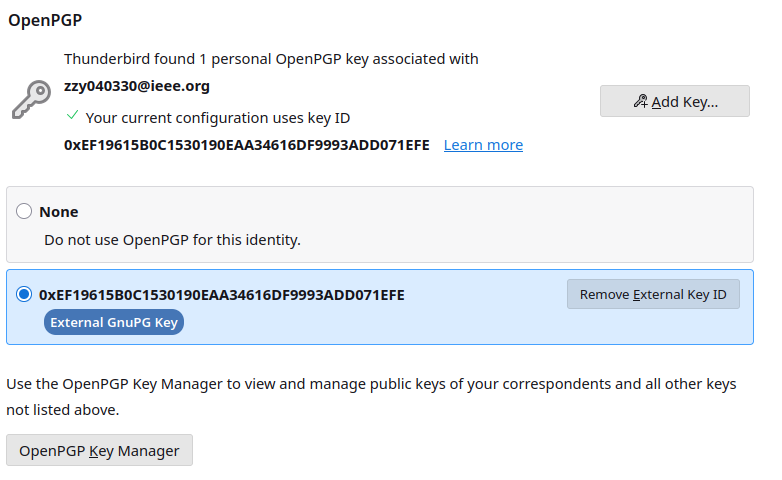 OpenPGP
Thunderbird found 1 personal OpenPGP key associated with
zzy040330@ieee.org
Add Key...
Your current configuration uses key ID
0xEF19615B0C1530190EAA34616DF9993ADD071EFE Learn more
None
Do not use OpenPGP for this identity.
0xEF19615B0C1530190EAA34616DF9993ADD071EFE Remove External Key ID
External GnuPG Key
Use the OpenPGP Key Manager to view and manage public keys of your correspondents and all other keys
not listed above.
OpenPGP Key Manager